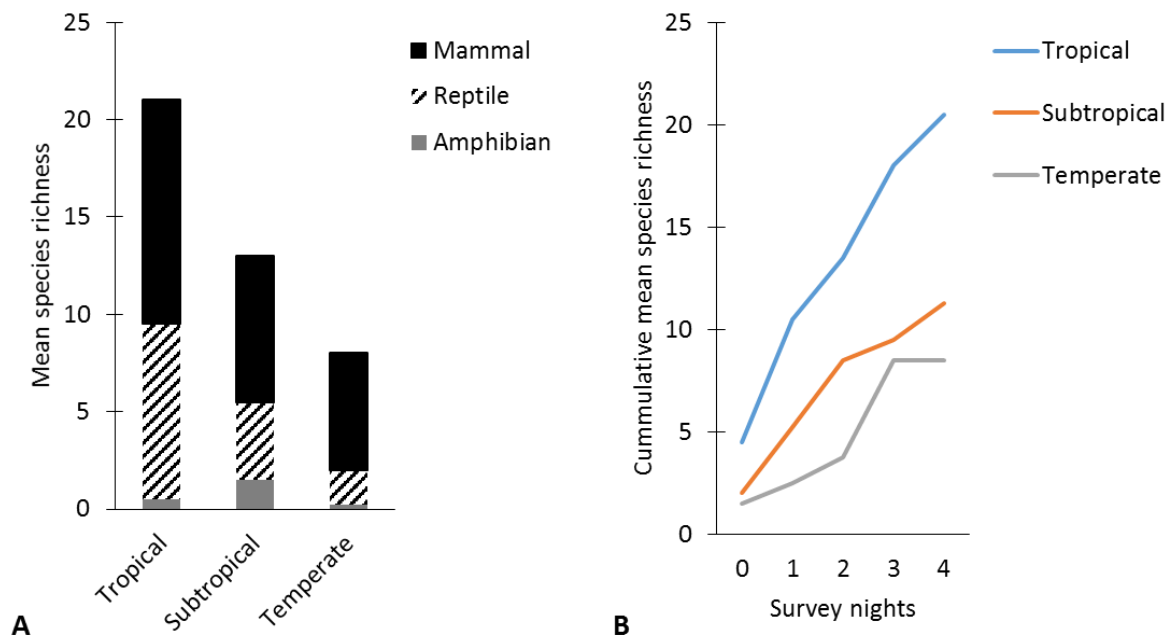 25
20
15
10
5
0
Mean species richness
Tropical
Subtropical
Temperate
Mammal
Reptile
Amphibian
A
25
20
15
10
5
0
Cummulative mean species richness
0 1 2 3 4
Survey nights
Tropical
Subtropical
Temperate
B